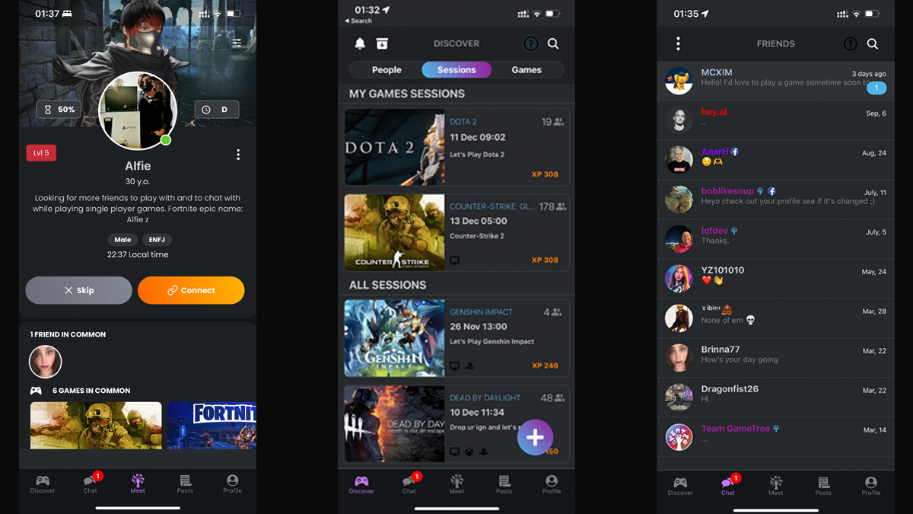 01:37
50%
D
Lvl 5
Alfie
30 y.o.
Looking for more friends to play with and to chat with
while playing single player games. Fortnite epic name:
Alfie z
Male
ENFJ
22:37 Local time
Skip
Connect
1 FRIEND IN COMMON
6 GAMES IN COMMON
FORTNIT
Discover
1
Chat
Meet
Posts
Profile
01:32
Search
DISCOVER
?
People
Sessions
Games
MY GAMES SESSIONS
DOTA 2
DOTA 2
19
11 Dec 09:02
Let's Play Dota 2
XP 308
COUNTER STRIKE
COUNTER-STRIKE: GL...
178
13 Dec 05:00
Counter-Strike 2
XP 308
ALL SESSIONS
GENSHIN IMPACT
GENSHIN IMPACT
4
26 Nov 13:00
Let's Play Genshin Impact
XP 246
DEAD BY DAY
DEATH IS NOT AN ESCAPE
DEAD BY DAYLIGHT
48
10 Dec 11:34
Drop ur Ign and let's
+
Discover
1
Chat
Meet
Posts
Profile
01:35
FRIENDS
?
MCXIM
3 days ago
Hello! I'd love to play a game sometime soon
1
hey.al
Sep, 6
..
AnarH
Aug, 24
😉🫶
boblikesoup
July, 11
Heyo check out your profile see if it's changed ;)
lofdev
July, 5
Thanks.
YZ101010
May, 24
❤️👏
Mar, 28
None of em 💀
Brinna77
Mar, 22
How's your day going
Dragonfist26
Mar, 22
Hi
Team GameTree
Mar, 14
...
Discover
1
Chat
Meet
Posts
Profile